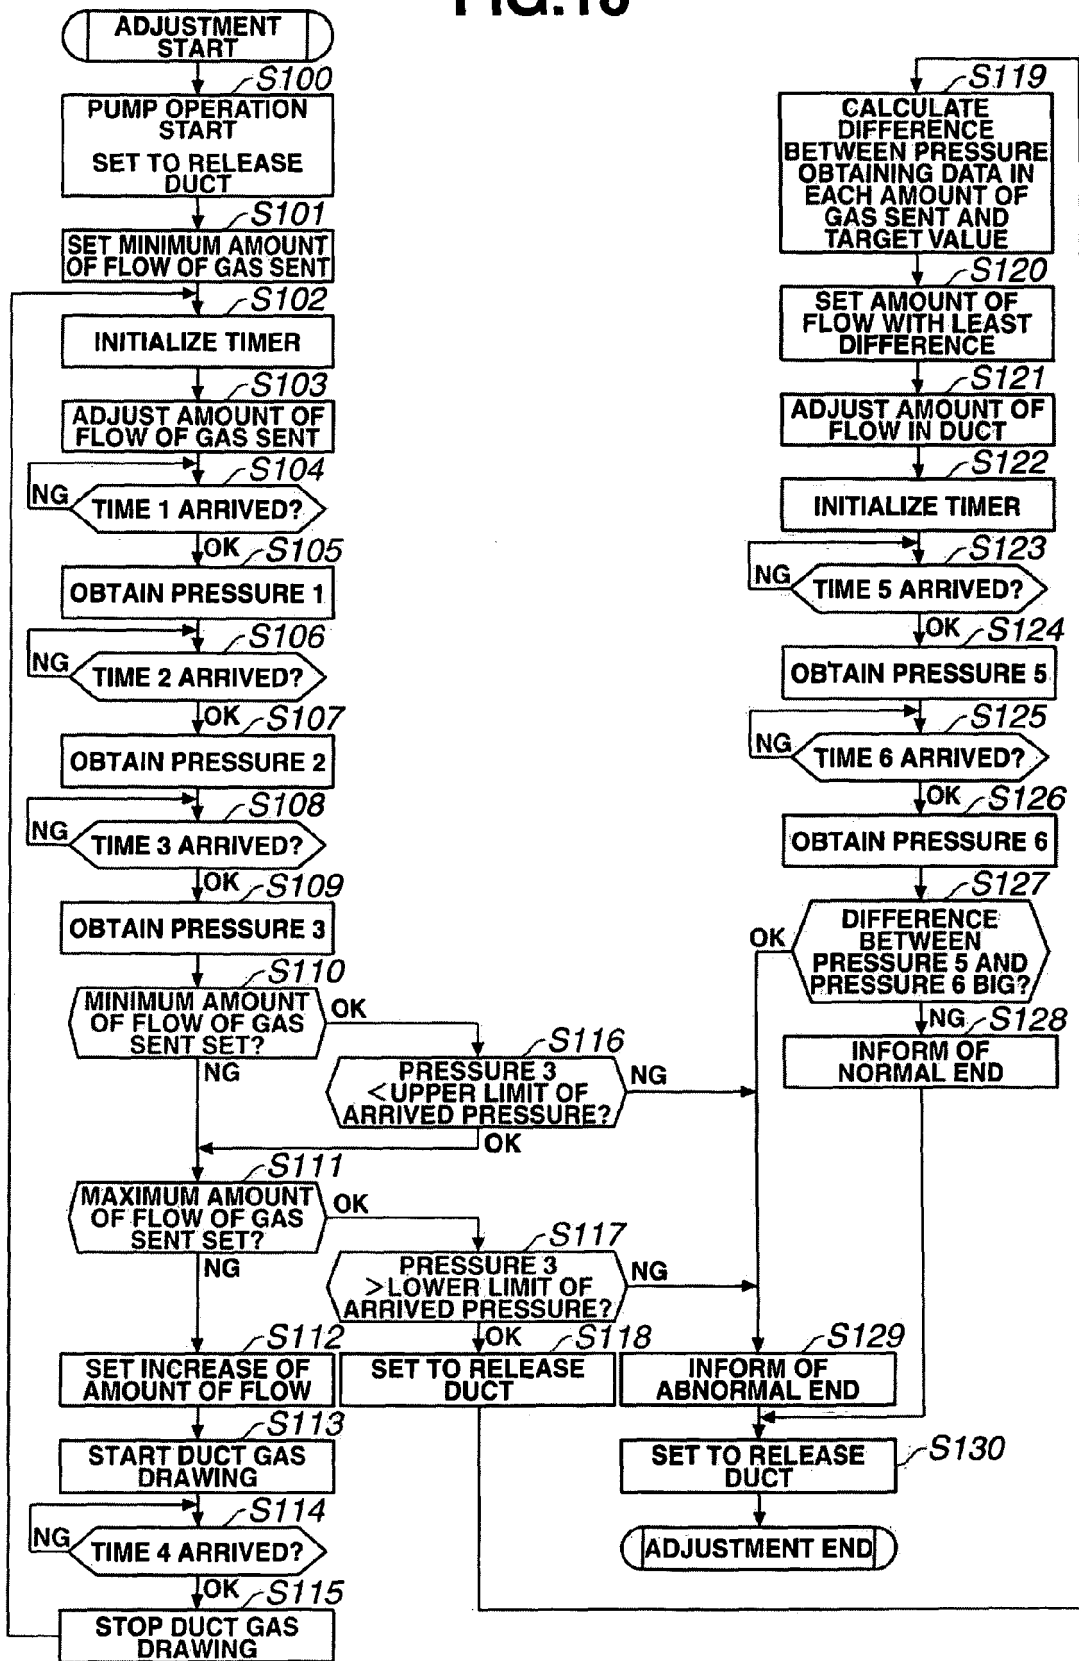 ADJUSTMENT
START
S100
PUMP OPERATION
START
SET TO RELEASE
DUCT
S101
SET MINIMUM AMOUNT
OF FLOW OF GAS SENT
S102
INITIALIZE TIMER
S103
ADJUST AMOUNT OF
FLOW OF GAS SENT
S104
NG
TIME 1 ARRIVED?
OK
S105
OBTAIN PRESSURE 1
S106
NG
TIME 2 ARRIVED?
OK
S107
OBTAIN PRESSURE 2
S108
NG
TIME 3 ARRIVED?
OK
S109
OBTAIN PRESSURE 3
S110
MINIMUM AMOUNT
OF FLOW OF GAS
SENT SET?
OK
NG
S116
PRESSURE 3
<UPPER LIMIT OF
ARRIVED PRESSURE?
NG
OK
S111
MAXIMUM AMOUNT
OF FLOW OF GAS
SENT SET?
OK
NG
S117
PRESSURE 3
>LOWER LIMIT OF
ARRIVED PRESSURE?
NG
OK
S112
SET INCREASE OF
AMOUNT OF FLOW
S118
SET TO RELEASE
DUCT
S113
START DUCT GAS
DRAWING
S114
NG
TIME 4 ARRIVED?
OK
S115
STOP DUCT GAS
DRAWING
S119
CALCULATE
DIFFERENCE
BETWEEN PRESSURE
OBTAINING DATA IN
EACH AMOUNT OF
GAS SENT AND
TARGET VALUE
S120
SET AMOUNT OF
FLOW WITH LEAST
DIFFERENCE
S121
ADJUST AMOUNT OF
FLOW IN DUCT
S122
INITIALIZE TIMER
S123
NG
TIME 5 ARRIVED?
OK
S124
OBTAIN PRESSURE 5
S125
NG
TIME 6 ARRIVED?
OK
S126
OBTAIN PRESSURE 6
S127
OK
DIFFERENCE
BETWEEN
PRESSURE 5 AND
PRESSURE 6 BIG?
NG
S128
INFORM OF
NORMAL END
S129
INFORM OF
ABNORMAL END
S130
SET TO RELEASE
DUCT
ADJUSTMENT END